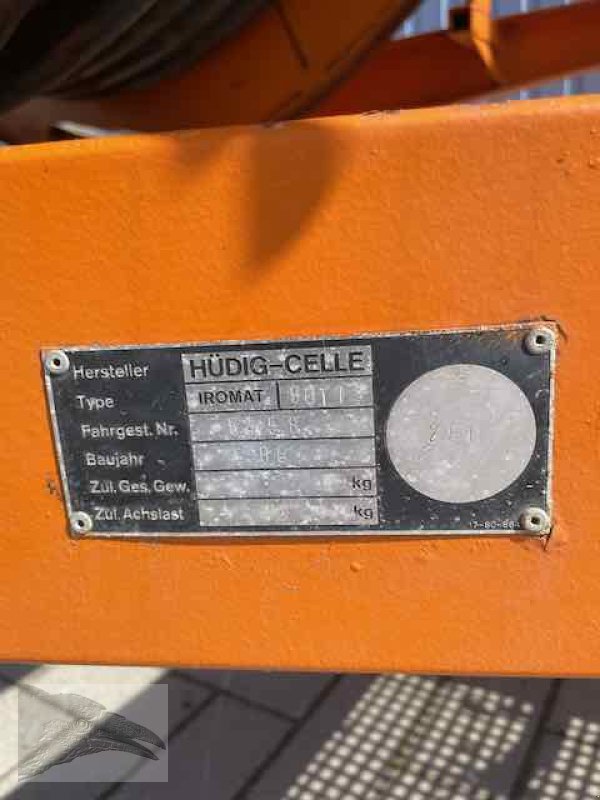 Hersteller HÜDIG-CELLE
Type IROMAT
Fahrgest. Nr.
Baujahr
Zul. Ges. Gew. kg
Zul. Achslast kg